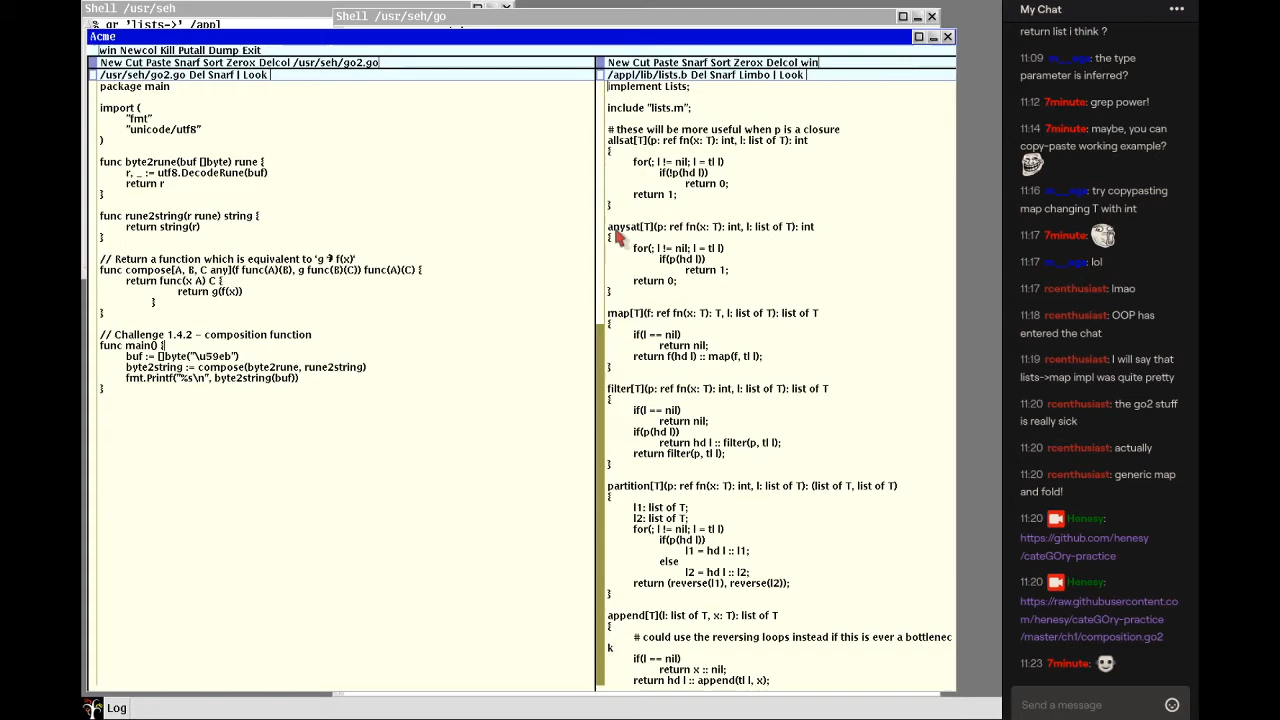 Shell /usr/seh
% gr 'lists->' /appl
Shell /usr/seh/go
Acme
win Newcol Kill Putall Dump Exit
New Cut Paste Snarf Sort Zerox Delcol /usr/seh/go2.go
/usr/seh/go2.go Del Snarf | Look
package main
import (
"fmt"
"unicode/utf8"
)
func byte2rune(buf []byte) rune {
r, _ := utf8.DecodeRune(buf)
return r
}
func rune2string(r rune) string {
return string(r)
}
// Return a function which is equivalent to 'g ∘ f(x)'
func compose[A, B, C any](f func(A)(B), g func(B)(C)) func(A)(C) {
return func(x A) C {
return g(f(x))
}
}
// Challenge 1.4.2 – composition function
func main() {
buf := []byte("\u59eb")
byte2string := compose(byte2rune, rune2string)
fmt.Printf("%s\n", byte2string(buf))
}
New Cut Paste Snarf Sort Zerox Delcol win
/appl/lib/lists.b Del Snarf Limbo | Look
implement Lists;
include "lists.m";
# these will be more useful when p is a closure
allsat[T](p: ref fn(x: T): int, l: list of T): int
{
for(; l != nil; l = tl l)
if(!p(hd l))
return 0;
return 1;
}
anysat[T](p: ref fn(x: T): int, l: list of T): int
{
for(; l != nil; l = tl l)
if(p(hd l))
return 1;
return 0;
}
map[T](f: ref fn(x: T): T, l: list of T): list of T
{
if(l == nil)
return nil;
return f(hd l) :: map(f, tl l);
}
filter[T](p: ref fn(x: T): int, l: list of T): list of T
{
if(l == nil)
return nil;
if(p(hd l))
return hd l :: filter(p, tl l);
return filter(p, tl l);
}
partition[T](p: ref fn(x: T): int, l: list of T): (list of T, list of T)
{
l1: list of T;
l2: list of T;
for(; l != nil; l = tl l)
if(p(hd l))
l1 = hd l :: l1;
else
l2 = hd l :: l2;
return (reverse(l1), reverse(l2));
}
append[T](l: list of T, x: T): list of T
{
# could use the reversing loops instead if this is ever a bottlenec
k
if(l == nil)
return x :: nil;
return hd l :: append(tl l, x);
Log
My Chat
return list i think ?
11:09 : the type
parameter is inferred?
11:12 7minute: grep power!
11:14 7minute: maybe, you can
copy-paste working example?
11:16 : try copypasting
map changing T with int
11:17 7minute:
11:17 : lol
11:17 rcenthusiast: lmao
11:18 rcenthusiast: OOP has
entered the chat
11:19 rcenthusiast: I will say that
lists->map impl was quite pretty
11:20 rcenthusiast: the go2 stuff
is really sick
11:20 rcenthusiast: actually
11:20 rcenthusiast: generic map
and fold!
11:20 Henesy:
https://github.com/henesy
/cateGOry-practice
11:20 Henesy:
https://raw.githubusercontent.co
m/henesy/cateGOry-practice
/master/ch1/composition.go2
11:23 7minute:
Send a message